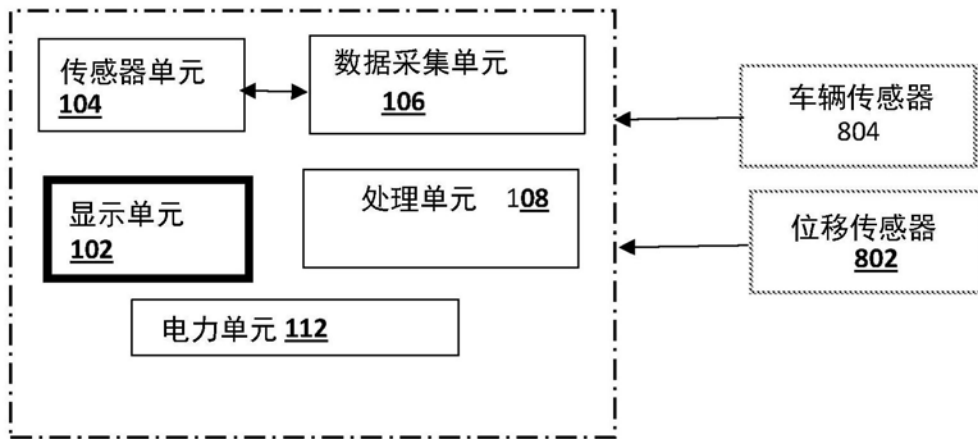 传感器单元
104
数据采集单元
106
车辆传感器
804
显示单元
102
处理单元 108
位移传感器
802
电力单元 112